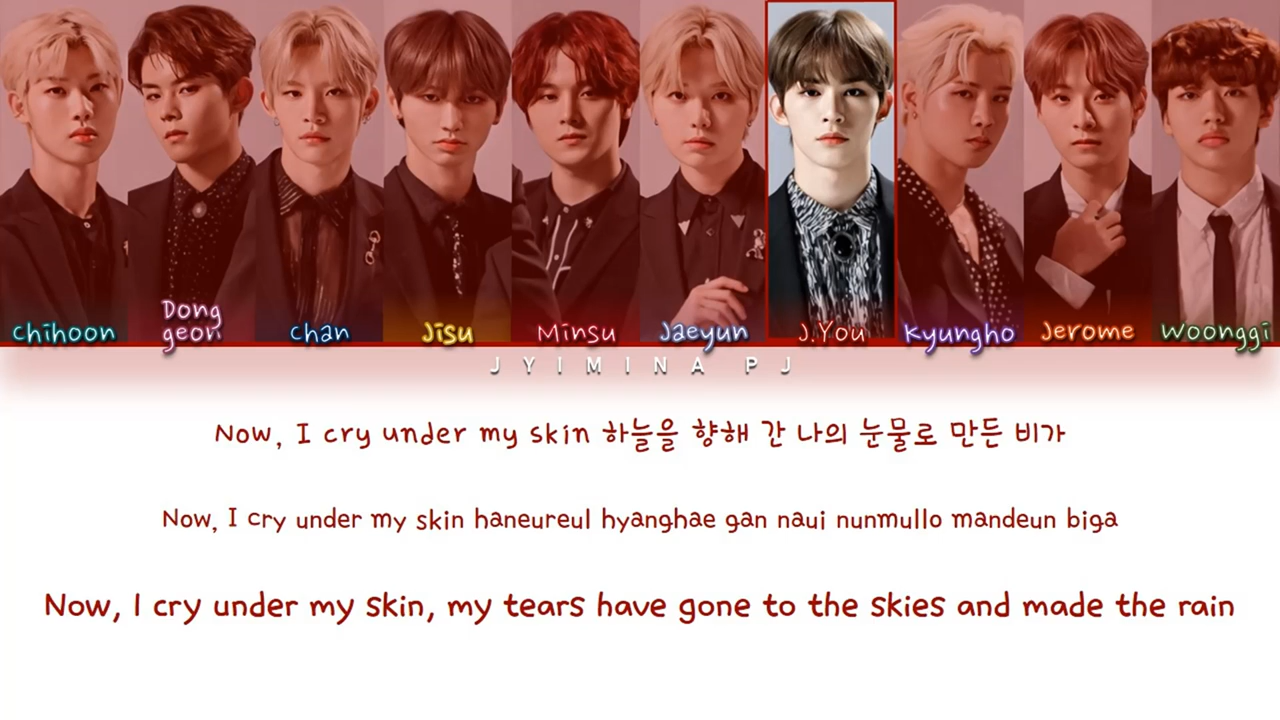 Chihoon
Dong
geon
Chan
Jisu
Minsu
Jaeyun
J.You
Kyungho
Jerome
Woonggi
JYIMINA PJ
Now, I cry under my skin 하늘을 향해 간 나의 눈물로 만든 비가
Now, I cry under my skin haneureul hyanghae gan naui nunmullo mandeun biga
Now, I cry under my skin, my tears have gone to the skies and made the rain